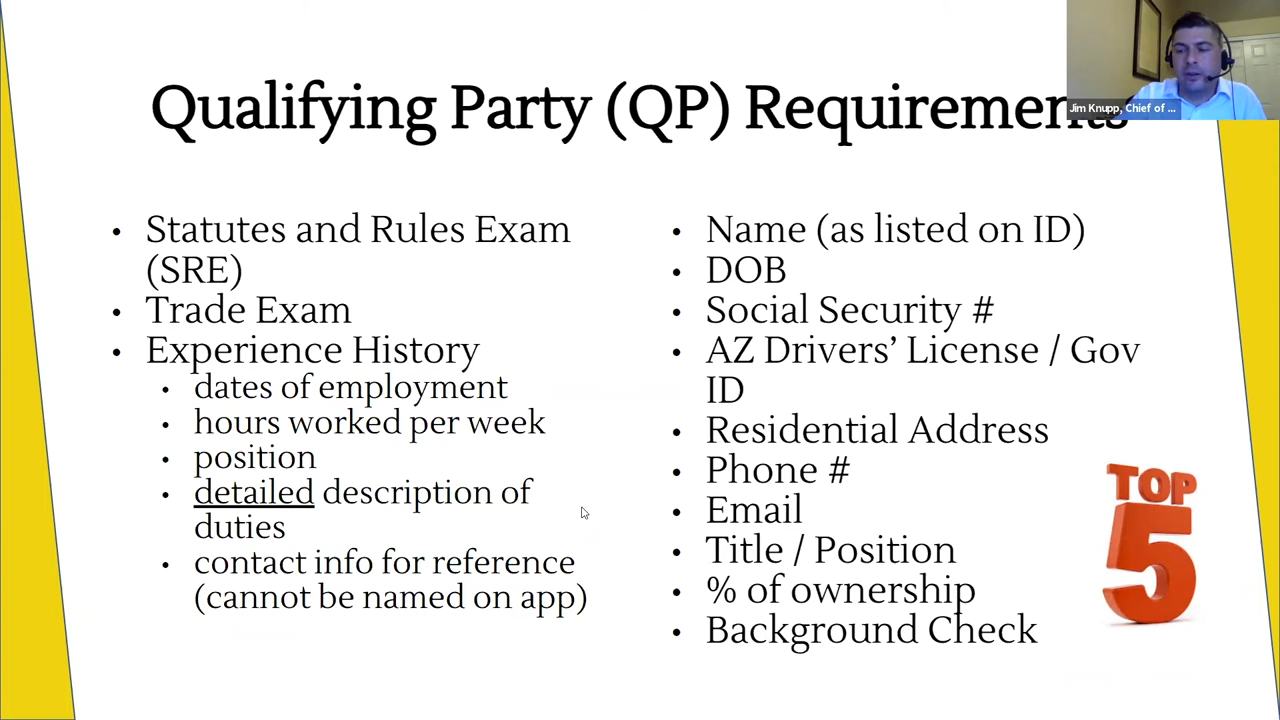 Qualifying Party (QP) Requirements
Jim Knupp, Chief of ...
• Statutes and Rules Exam
(SRE)
• Trade Exam
• Experience History
• dates of employment
• hours worked per week
• position
• detailed description of
duties
• contact info for reference
(cannot be named on app)
• Name (as listed on ID)
• DOB
• Social Security #
• AZ Drivers’ License / Gov
ID
• Residential Address
• Phone #
• Email
• Title / Position
• % of ownership
• Background Check
TOP
5